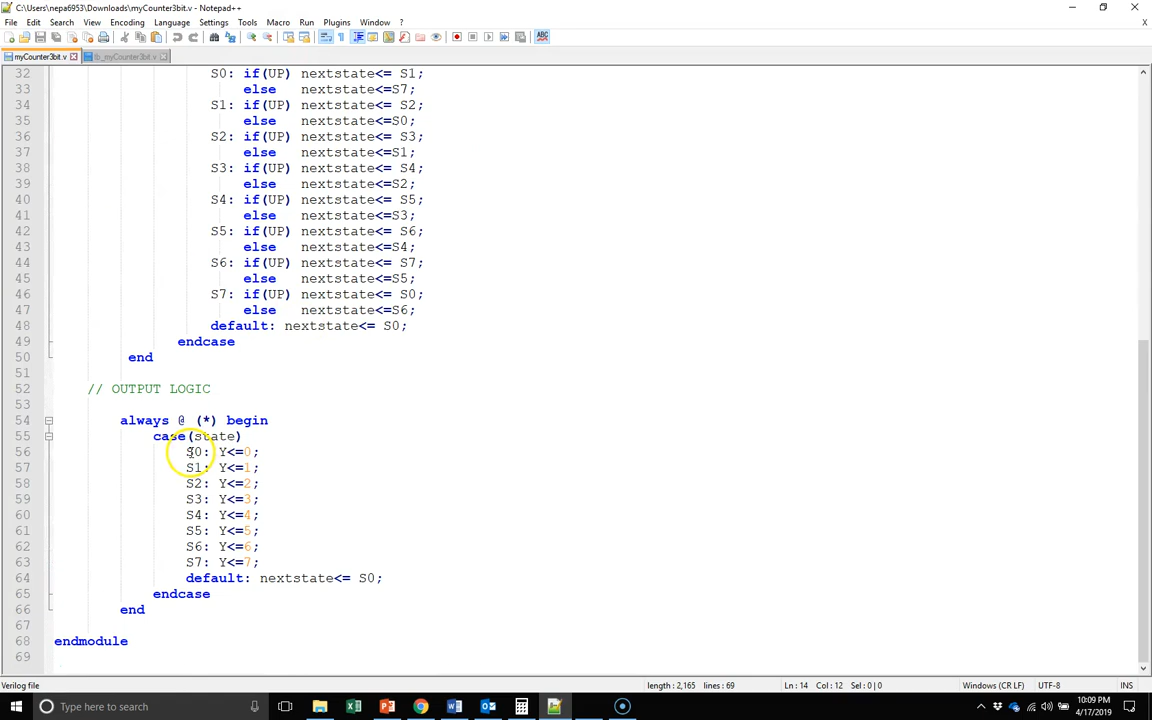 C:\Users\nepa6953\Downloads\myCounter3bit.v - Notepad++
File Edit Search View Encoding Language Settings Tools Macro Run Plugins Window ? X
myCounter3bit.v tb_myCounter3bit.v
32 S0: if(UP) nextstate<= S1;
33 else nextstate<=S7;
34 S1: if(UP) nextstate<= S2;
35 else nextstate<=S0;
36 S2: if(UP) nextstate<= S3;
37 else nextstate<=S1;
38 S3: if(UP) nextstate<= S4;
39 else nextstate<=S2;
40 S4: if(UP) nextstate<= S5;
41 else nextstate<=S3;
42 S5: if(UP) nextstate<= S6;
43 else nextstate<=S4;
44 S6: if(UP) nextstate<= S7;
45 else nextstate<=S5;
46 S7: if(UP) nextstate<= S0;
47 else nextstate<=S6;
48 default: nextstate<= S0;
49 endcase
50 end
51
52 // OUTPUT LOGIC
53
54 always @ (*) begin
55 case(state)
56 S0: Y<=0;
57 S1: Y<=1;
58 S2: Y<=2;
59 S3: Y<=3;
60 S4: Y<=4;
61 S5: Y<=5;
62 S6: Y<=6;
63 S7: Y<=7;
64 default: nextstate<= S0;
65 endcase
66 end
67
68 endmodule
69
Verilog file length : 2,165 lines : 69 Ln : 14 Col : 12 Sel : 0 | 0 Windows (CR LF) UTF-8 INS
Type here to search 10:09 PM
4/17/2019